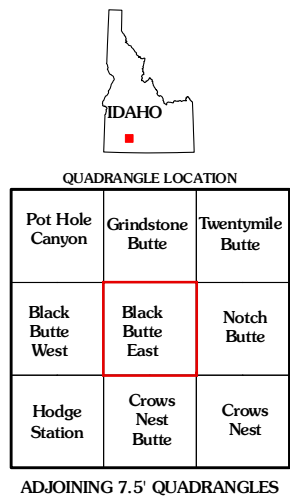 IDAHO
QUADRANGLE LOCATION
Pot Hole
Canyon
Grindstone
Butte
Twentymile
Butte
Black
Butte
West
Black
Butte
East
Notch
Butte
Hodge
Station
Crows
Nest
Butte
Crows
Nest
ADJOINING 7.5' QUADRANGLES